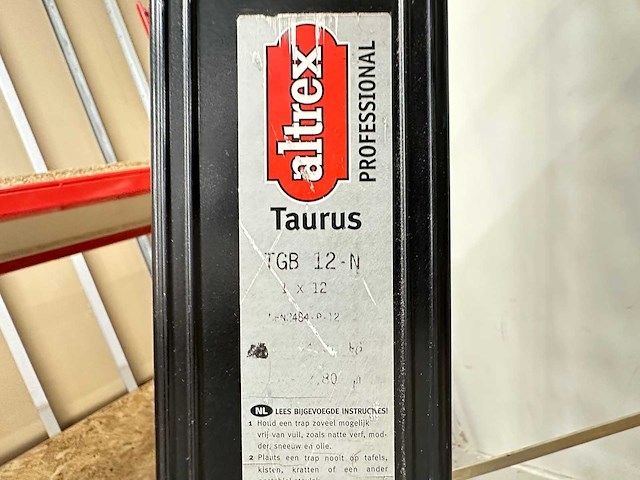 altrex
PROFESSIONAL
Taurus
TGB 12-N
1 x 12
kg
,80 m
NL LEES BIJGEVOEGDE INSTRUCTIES!
1 Houd een trap zoveel mogelijk
vrij van vuil, zoals natte verf, mod-
der, sneeuw en olie.
2 Plaats een trap nooit op tafels,
kisten, kratten of een ander